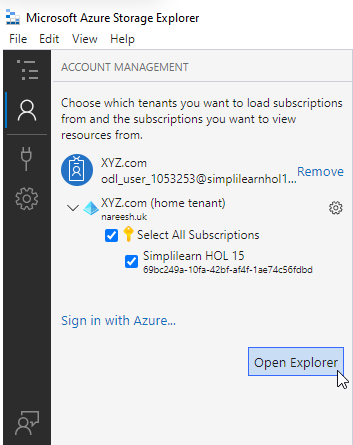 Microsoft Azure Storage Explorer
File Edit View Help
ACCOUNT MANAGEMENT
Choose which tenants you want to load subscriptions
from and the subscriptions you want to view
resources from.
XYZ.com
odl_user_1053253@simplilearnhol1... Remove
XYZ.com (home tenant)
nareesh.uk
Select All Subscriptions
Simplilearn HOL 15
69bc249a-10fa-42bf-af4f-1ae74c56fdbd
Sign in with Azure...
Open Explorer